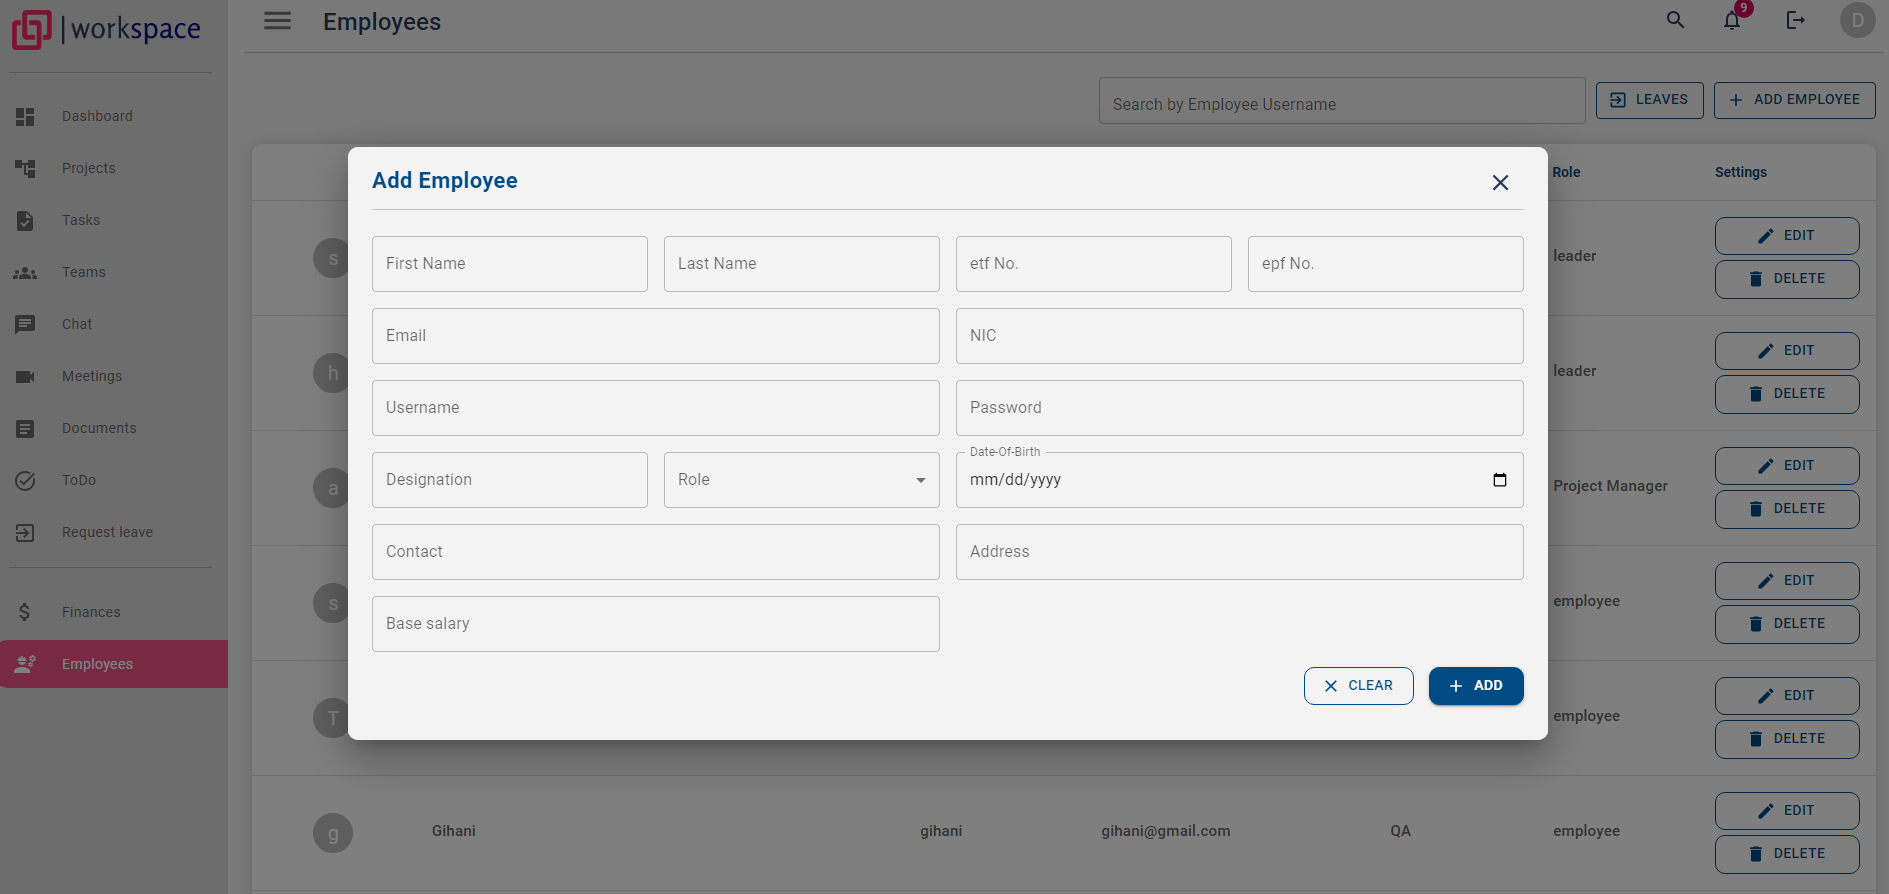 |workspace
Employees
9
D
Dashboard
Projects
Tasks
Teams
Chat
Meetings
Documents
ToDo
Request leave
Finances
Employees
Search by Employee Username
LEAVES
ADD EMPLOYEE
Role
Settings
s
leader
EDIT
DELETE
h
leader
EDIT
DELETE
a
Project Manager
EDIT
DELETE
s
employee
EDIT
DELETE
T
employee
EDIT
DELETE
g
Gihani
gihani
gihani@gmail.com
QA
employee
EDIT
DELETE
Add Employee
First Name
Last Name
etf No.
epf No.
Email
NIC
Username
Password
Designation
Role
Date-Of-Birth
mm/dd/yyyy
Contact
Address
Base salary
CLEAR
ADD